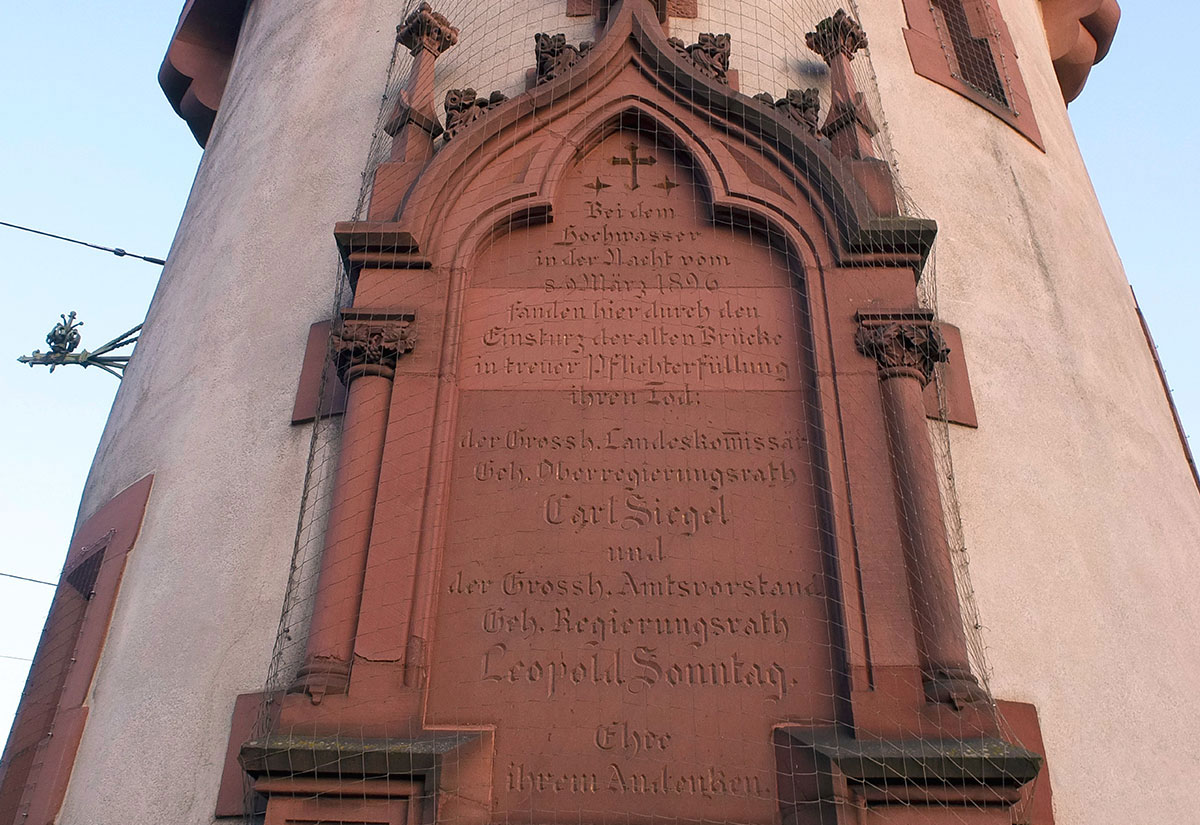 Bei dem
Hochwasser
in der Nacht vom
8-9 März 1896
fanden hier durch den
Einsturz der alten Brücke
in treuer Pflichterfüllung
ihren Tod:
der Grossh. Landeskom̅issär
Geh. Oberregierungsrath
Carl Siegel
und
der Grossh. Amtsvorstand
Geh. Regierungsrath
Leopold Sonntag.
Ehre
ihrem Andenken.